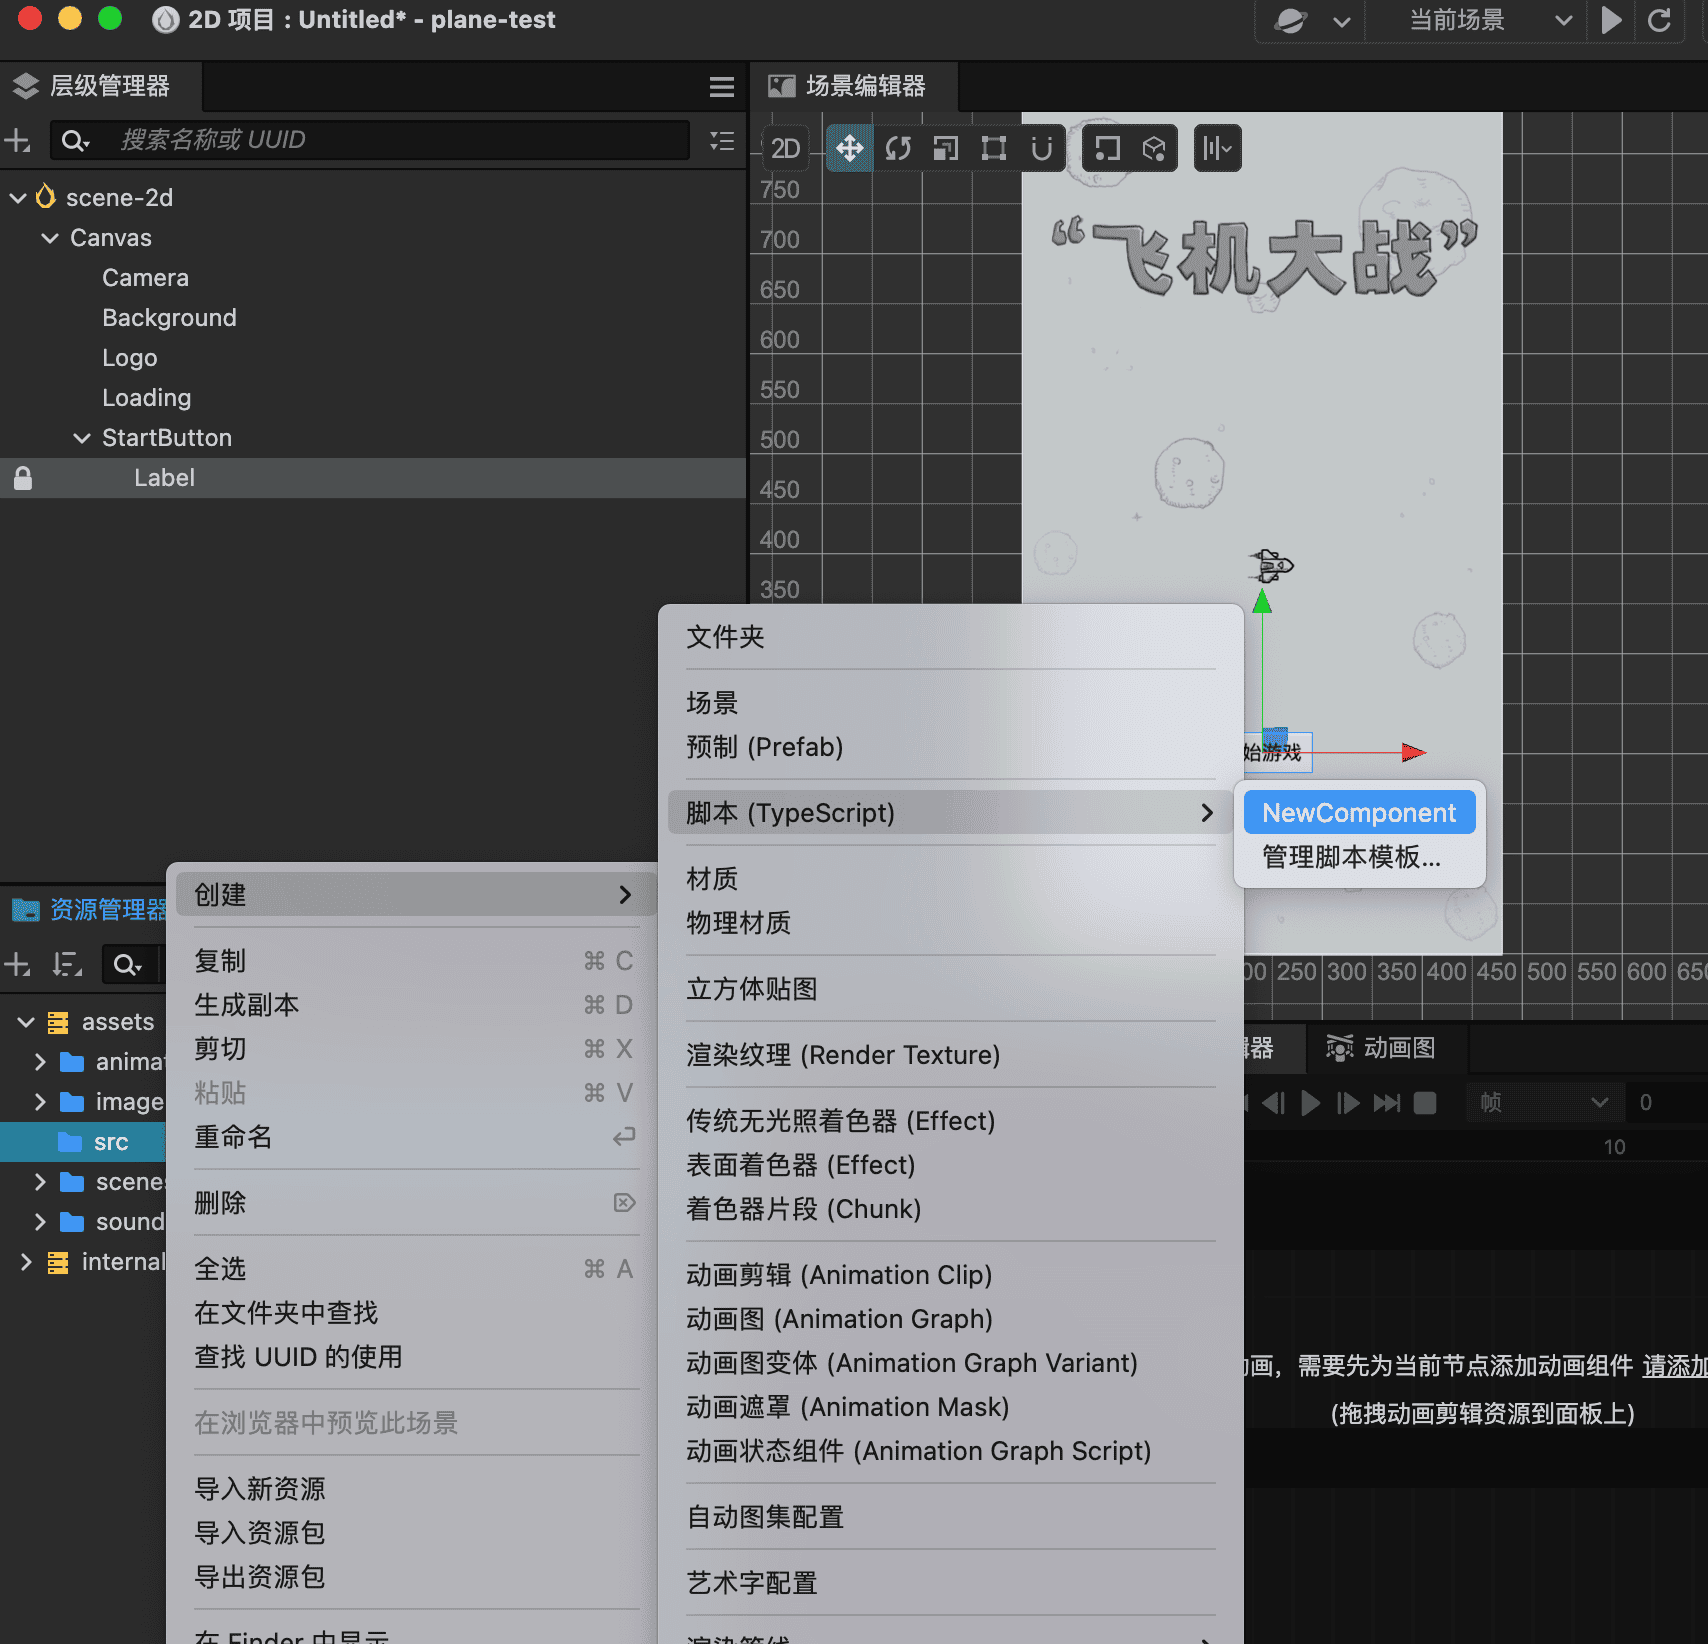 2D 项目：Untitled* - plane-test
当前场景
层级管理器
搜索名称或 UUID
scene-2d
Canvas
Camera
Background
Logo
Loading
StartButton
Label
场景编辑器
2D
750
700
650
600
550
500
450
400
350
“飞机大战”
始游戏
250 300 350 400 450 500 550 600
文件夹
场景
预制 (Prefab)
脚本 (TypeScript)
材质
物理材质
立方体贴图
渲染纹理 (Render Texture)
传统无光照着色器 (Effect)
表面着色器 (Effect)
着色器片段 (Chunk)
动画剪辑 (Animation Clip)
动画图 (Animation Graph)
动画图变体 (Animation Graph Variant)
动画遮罩 (Animation Mask)
动画状态组件 (Animation Graph Script)
自动图集配置
艺术字配置
渲染管线
NewComponent
管理脚本模板...
资源管理器
assets
animat
image
src
scenes
sound
internal
创建
复制 ⌘ C
生成副本 ⌘ D
剪切 ⌘ X
粘贴 ⌘ V
重命名
删除
全选 ⌘ A
在文件夹中查找
查找 UUID 的使用
在浏览器中预览此场景
导入新资源
导入资源包
导出资源包
在 Finder 中显示
辑器
动画图
帧
0
10
画，需要先为当前节点添加动画组件 请添加
(拖拽动画剪辑资源到面板上)